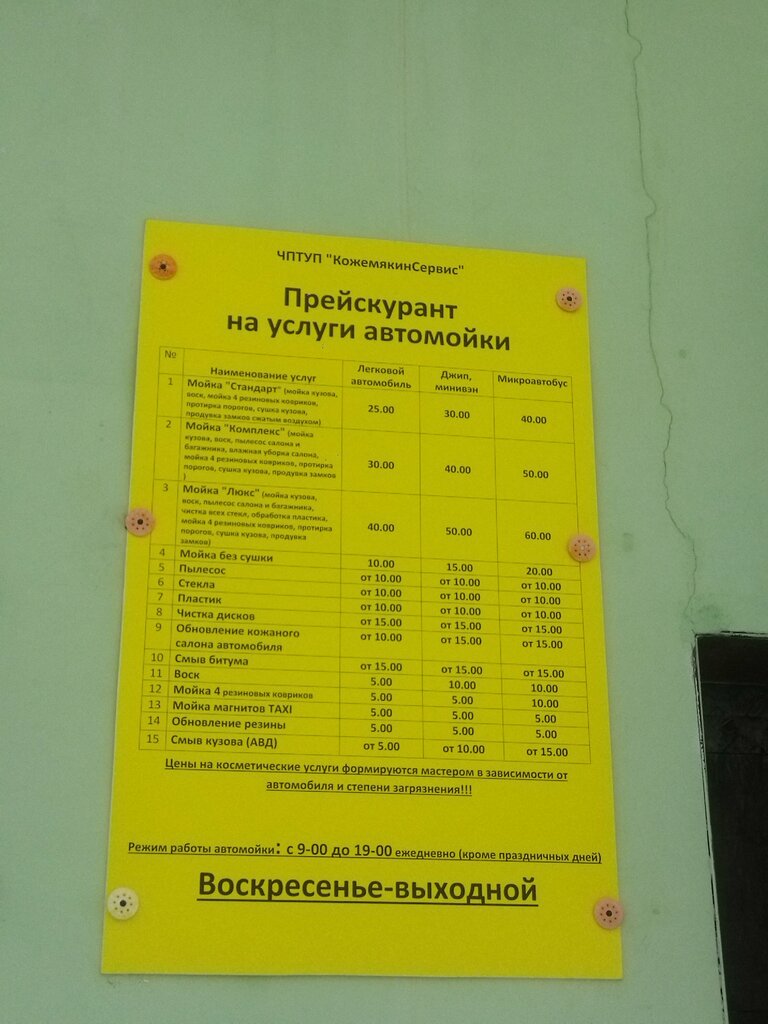 ЧПТУП "КожемякинСервис"
Прейскурант
на услуги автомойки
№ Наименование услуг Легковой автомобиль Джип, минивэн Микроавтобус
1 Мойка "Стандарт" (мойка кузова, 25.00 30.00 40.00
воск, мойка 4 резиновых ковриков,
протирка порогов, сушка кузова,
продувка замков сжатым воздухом)
2 Мойка "Комплекс" (мойка 30.00 40.00 50.00
кузова, воск, пылесос салона и
багажника, влажная уборка салона,
мойка 4 резиновых ковриков, протирка
порогов, сушка кузова, продувка замков
)
3 Мойка "Люкс" (мойка кузова, 40.00 50.00 60.00
воск, пылесос салона и багажника,
чистка всех стекл, обработка пластика,
мойка 4 резиновых ковриков, протирка
порогов, сушка кузова, продувка
замков)
4 Мойка без сушки 10.00 15.00 20.00
5 Пылесос от 10.00 от 10.00 от 10.00
6 Стекла от 10.00 от 10.00 от 10.00
7 Пластик от 10.00 от 10.00 от 10.00
8 Чистка дисков от 15.00 от 15.00 от 15.00
9 Обновление кожаного от 10.00 от 15.00 от 15.00
салона автомобиля
10 Смыв битума от 15.00 от 15.00 от 15.00
11 Воск 5.00 10.00 10.00
12 Мойка 4 резиновых ковриков 5.00 5.00 10.00
13 Мойка магнитов TAXI 5.00 5.00 5.00
14 Обновление резины 5.00 5.00 5.00
15 Смыв кузова (АВД) от 5.00 от 10.00 от 15.00
Цены на косметические услуги формируются мастером в зависимости от
автомобиля и степени загрязнения!!!
Режим работы автомойки: с 9-00 до 19-00 ежедневно (кроме праздничных дней)
Воскресенье-выходной